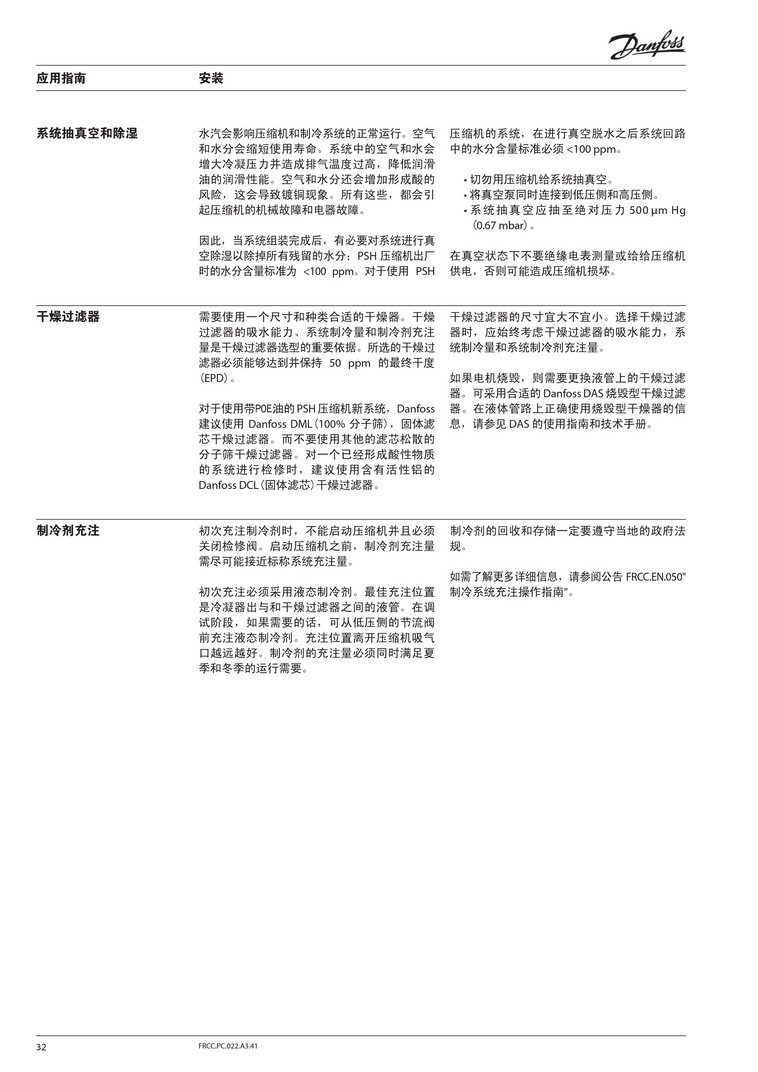 Danfoss
应用指南
安装
系统抽真空和除湿
水汽会影响压缩机和制冷系统的正常运行。空气
和水分会缩短使用寿命。系统中的空气和水会
增大冷凝压力并造成排气温度过高，降低润滑
油的润滑性能。空气和水分还会增加形成酸的
风险，这会导致镀铜现象。所有这些，都会引
起压缩机的机械故障和电器故障。
因此，当系统组装完成后，有必要对系统进行真
空除湿以除掉所有残留的水分；PSH 压缩机出厂
时的水分含量标准为 <100 ppm。对于使用 PSH
压缩机的系统，在进行真空脱水之后系统回路
中的水分含量标准必须 <100 ppm。
• 切勿用压缩机给系统抽真空。
• 将真空泵同时连接到低压侧和高压侧。
• 系统抽真空应抽至绝对压力 500 μm Hg
（0.67 mbar）。
在真空状态下不要绝缘电表测量或给给压缩机
供电，否则可能造成压缩机损坏。
干燥过滤器
需要使用一个尺寸和种类合适的干燥器。干燥
过滤器的吸水能力、系统制冷量和制冷剂充注
量是干燥过滤器选型的重要依据。所选的干燥过
滤器必须能够达到并保持 50 ppm 的最终干度
（EPD）。
对于使用带POE油的 PSH 压缩机新系统，Danfoss
建议使用 Danfoss DML（100% 分子筛），固体滤
芯干燥过滤器。而不要使用其他的滤芯松散的
分子筛干燥过滤器。对一个已经形成酸性物质
的系统进行检修时，建议使用含有活性铝的
Danfoss DCL（固体滤芯）干燥过滤器。
干燥过滤器的尺寸宜大不宜小。选择干燥过滤
器时，应始终考虑干燥过滤器的吸水能力，系
统制冷量和系统制冷剂充注量。
如果电机烧毁，则需要更换液管上的干燥过滤
器。可采用合适的 Danfoss DAS 烧毁型干燥过滤
器。在液体管路上正确使用烧毁型干燥器的信
息，请参见 DAS 的使用指南和技术手册。
制冷剂充注
初次充注制冷剂时，不能启动压缩机并且必须
关闭检修阀。启动压缩机之前，制冷剂充注量
需尽可能接近标称系统充注量。
初次充注必须采用液态制冷剂。最佳充注位置
是冷凝器出与和干燥过滤器之间的液管。在调
试阶段，如果需要的话，可从低压侧的节流阀
前充注液态制冷剂。充注位置离开压缩机吸气
口越远越好。制冷剂的充注量必须同时满足夏
季和冬季的运行需要。
制冷剂的回收和存储一定要遵守当地的政府法
规。
如需了解更多详细信息，请参阅公告 FRCC.EN.050"
制冷系统充注操作指南"。
32
FRCC.PC.022.A3.41